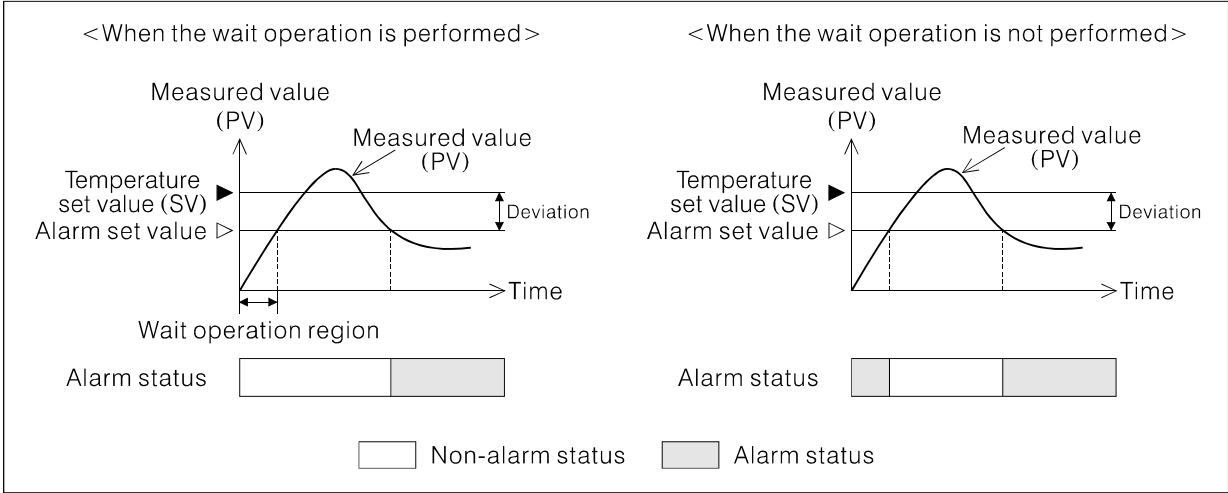 <When the wait operation is performed>
Measured value
(PV)
Measured value
(PV)
Temperature
set value (SV)
Deviation
Alarm set value
Time
Wait operation region
Alarm status
<When the wait operation is not performed>
Measured value
(PV)
Measured value
(PV)
Temperature
set value (SV)
Deviation
Alarm set value
Time
Alarm status
Non-alarm status
Alarm status